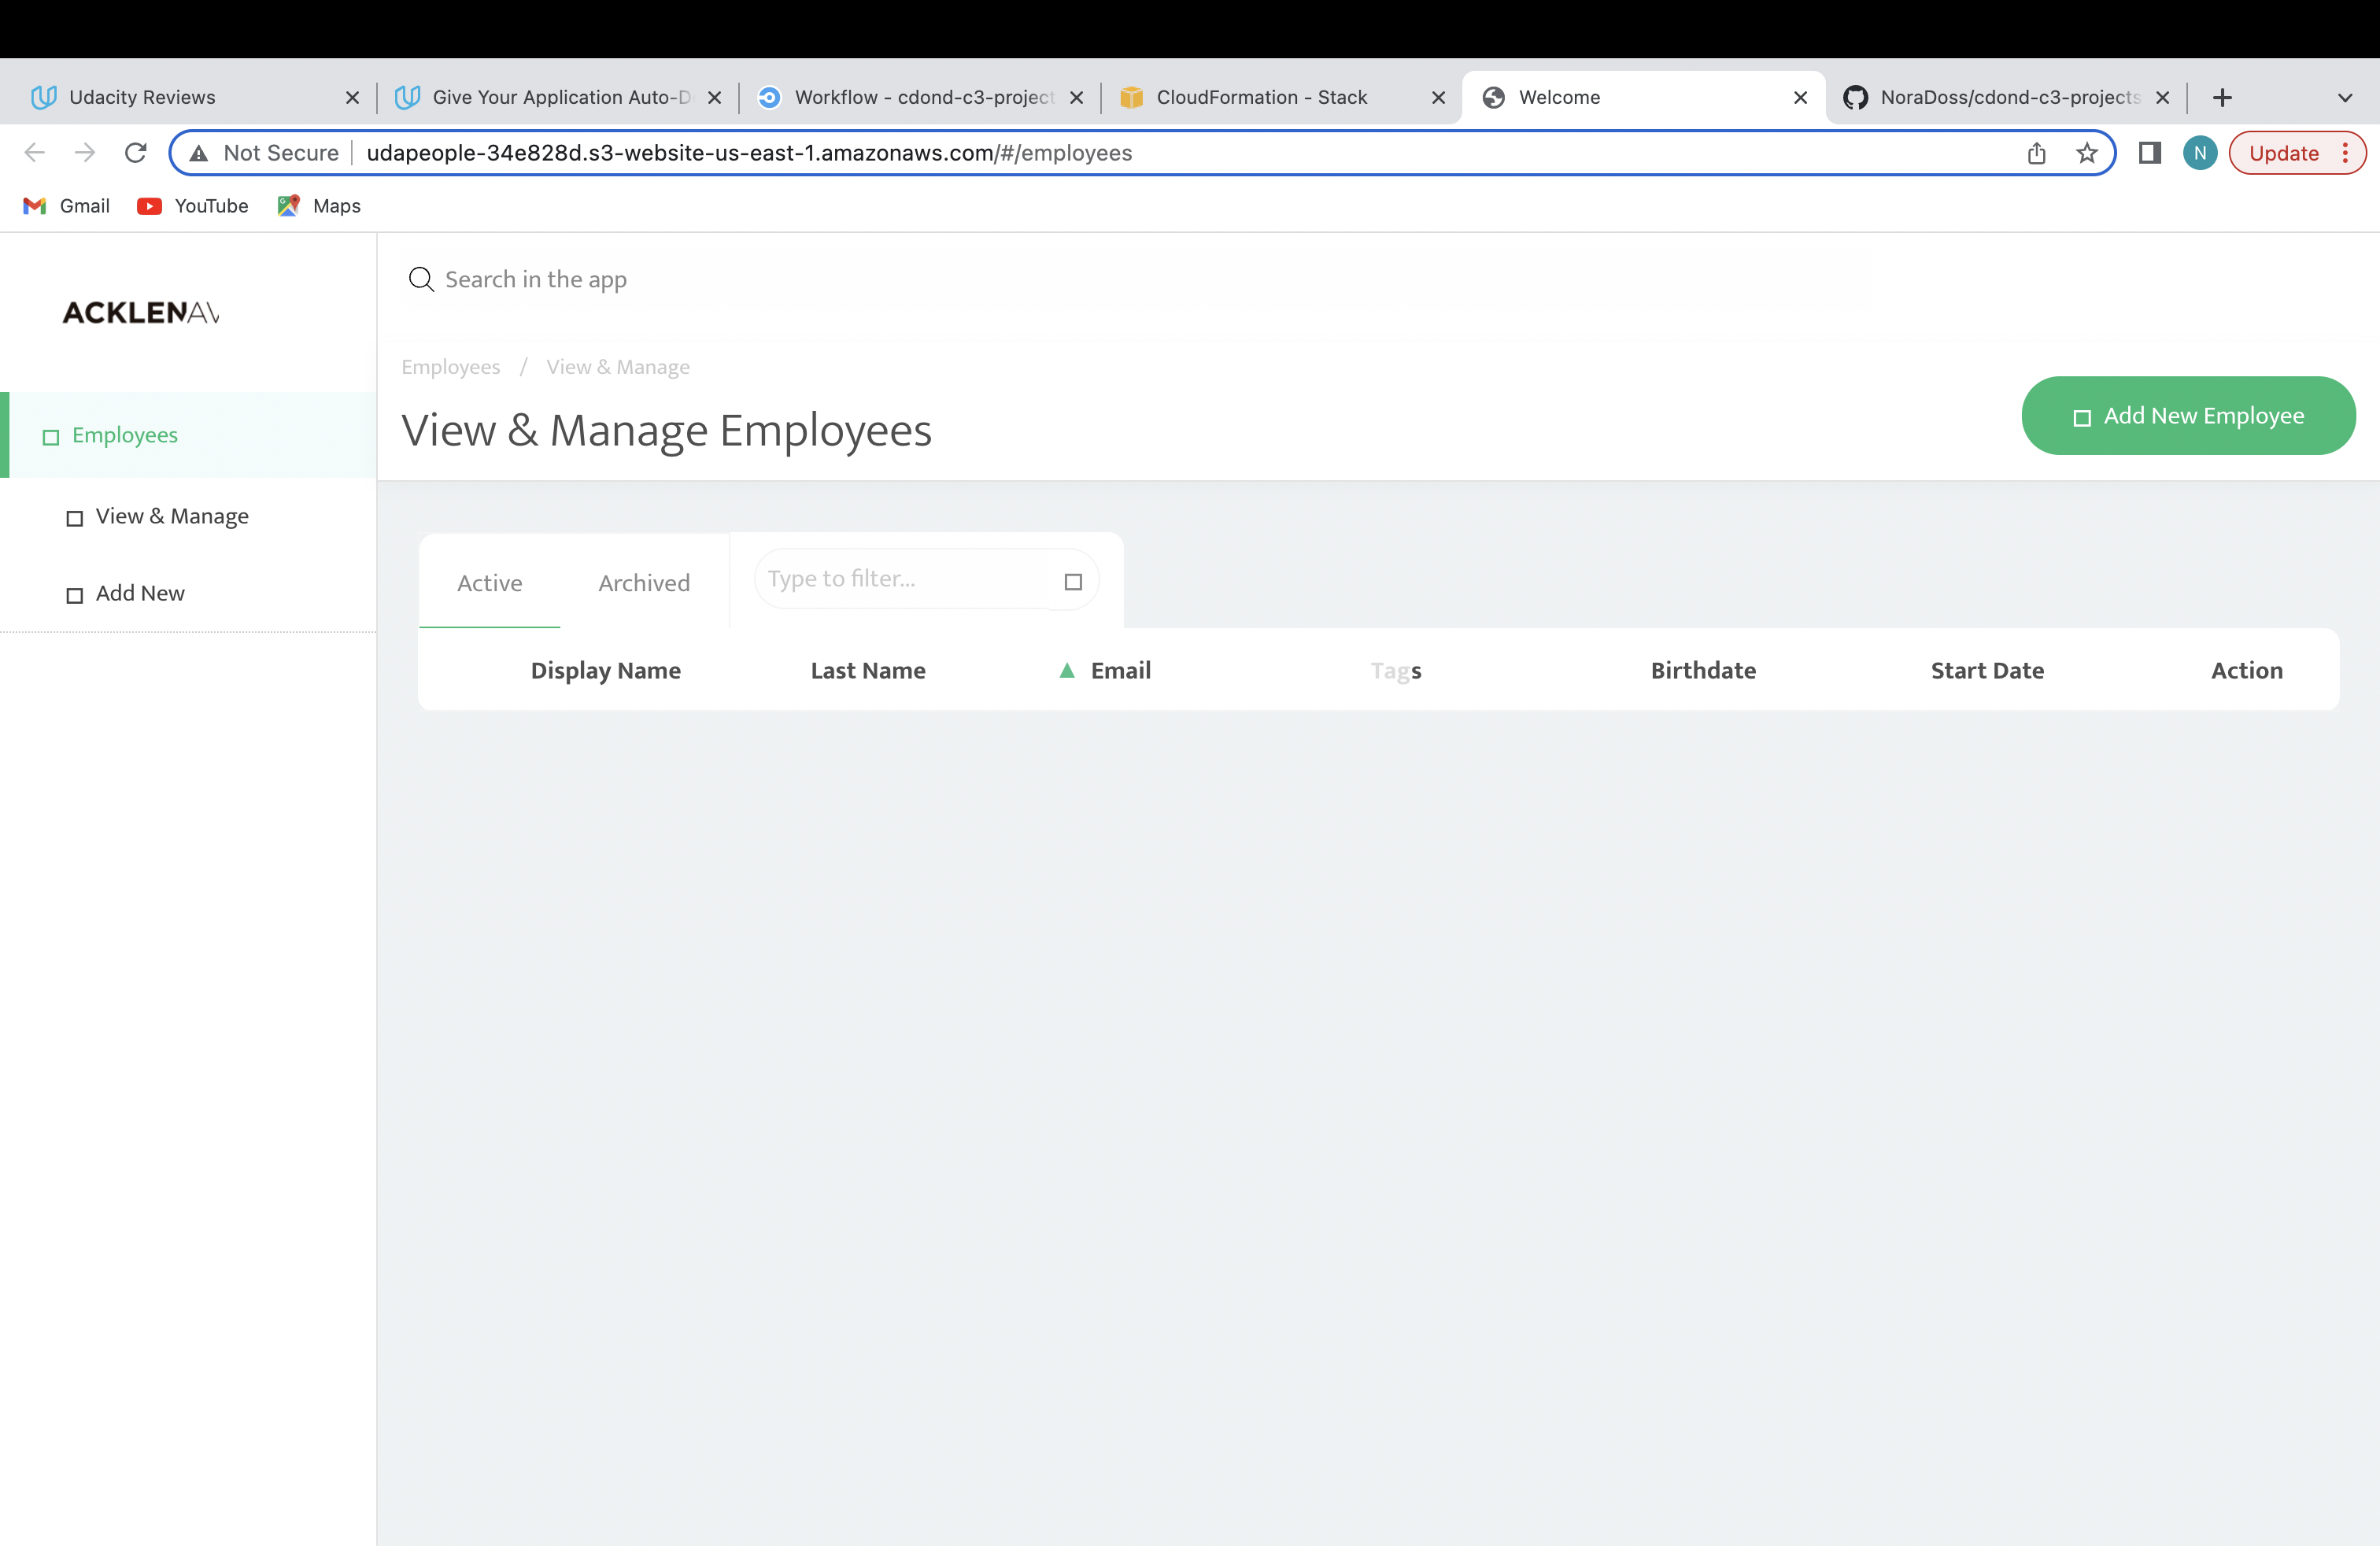 Udacity Reviews
Give Your Application Auto-D
Workflow - cdond-c3-project
CloudFormation - Stack
Welcome
NoraDoss/cdond-c3-projects
Not Secure
udapeople-34e828d.s3-website-us-east-1.amazonaws.com/#/employees
N
Update
Gmail
YouTube
Maps
ACKLENAV
Search in the app
Employees / View & Manage
View & Manage Employees
Add New Employee
Employees
View & Manage
Add New
Active
Archived
Type to filter...
Display Name
Last Name
Email
Tags
Birthdate
Start Date
Action